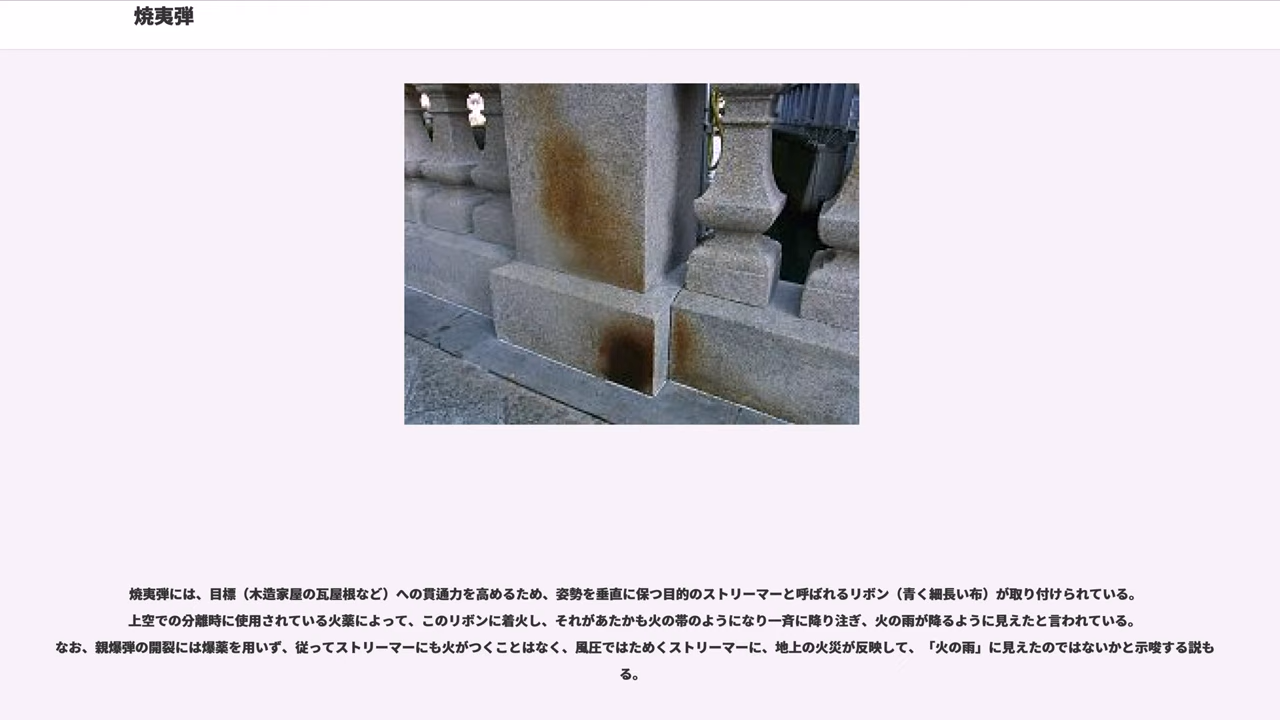 焼夷弾
焼夷弾には、目標（木造家屋の瓦屋根など）への貫通力を高めるため、姿勢を垂直に保つ目的のストリーマーと呼ばれるリボン（青く細長い布）が取り付けられている。
上空での分離時に使用されている火薬によって、このリボンに着火し、それがあたかも火の帯のようになり一斉に降り注ぎ、火の雨が降るように見えたと言われている。
なお、親爆弾の開裂には爆薬を用いず、従ってストリーマーにも火がつくことはなく、風圧ではためくストリーマーに、地上の火災が反映して、「火の雨」に見えたのではないかと示唆する説も
る。